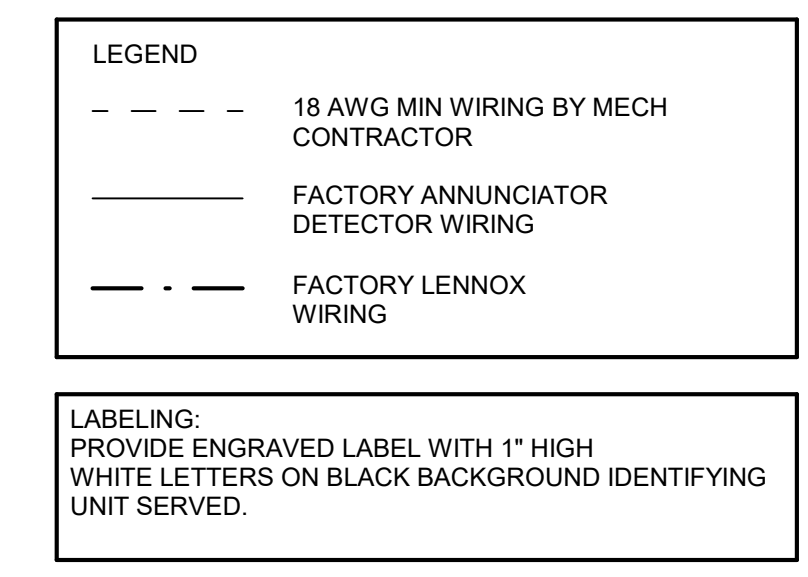 LEGEND
18 AWG MIN WIRING BY MECH
CONTRACTOR
FACTORY ANNUNCIATOR
DETECTOR WIRING
FACTORY LENNOX
WIRING
LABELING:
PROVIDE ENGRAVED LABEL WITH 1" HIGH
WHITE LETTERS ON BLACK BACKGROUND IDENTIFYING
UNIT SERVED.